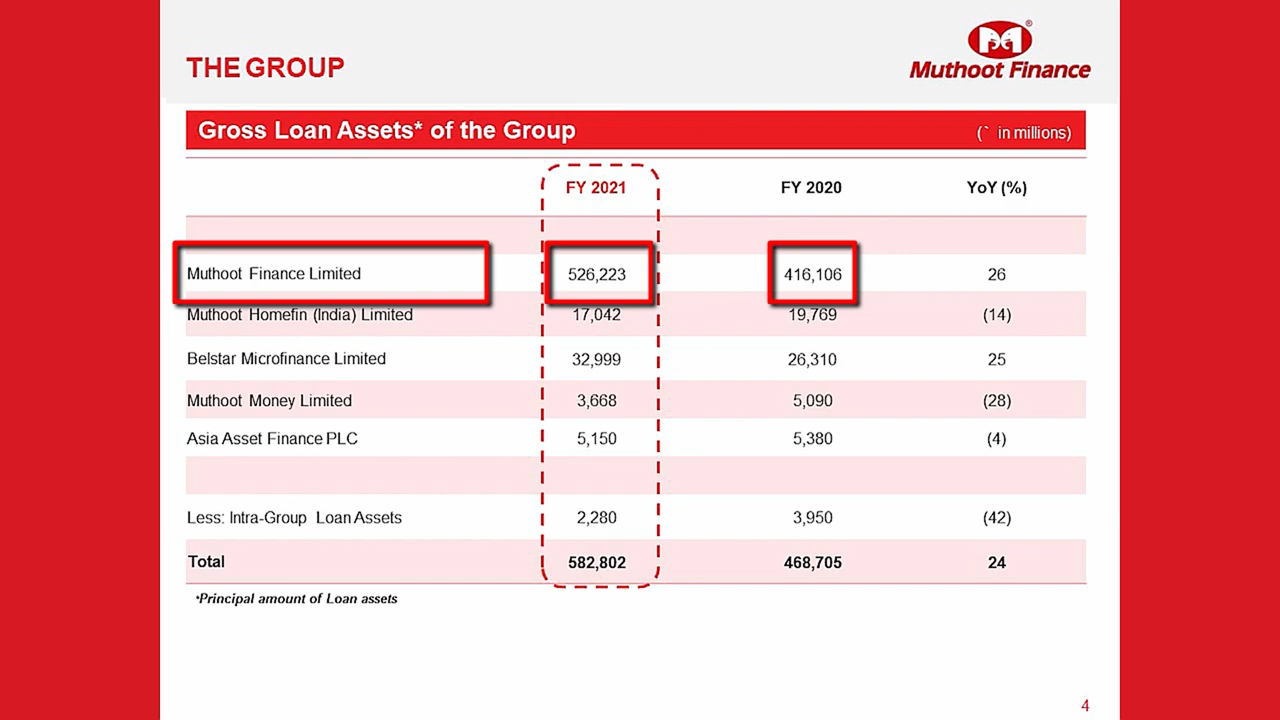 THE GROUP
Muthoot Finance
Gross Loan Assets* of the Group (` in millions)
FY 2021 FY 2020 YoY (%)
Muthoot Finance Limited 526,223 416,106 26
Muthoot Homefin (India) Limited 17,042 19,769 (14)
Belstar Microfinance Limited 32,999 26,310 25
Muthoot Money Limited 3,668 5,090 (28)
Asia Asset Finance PLC 5,150 5,380 (4)
Less: Intra-Group Loan Assets 2,280 3,950 (42)
Total 582,802 468,705 24
*Principal amount of Loan assets
4